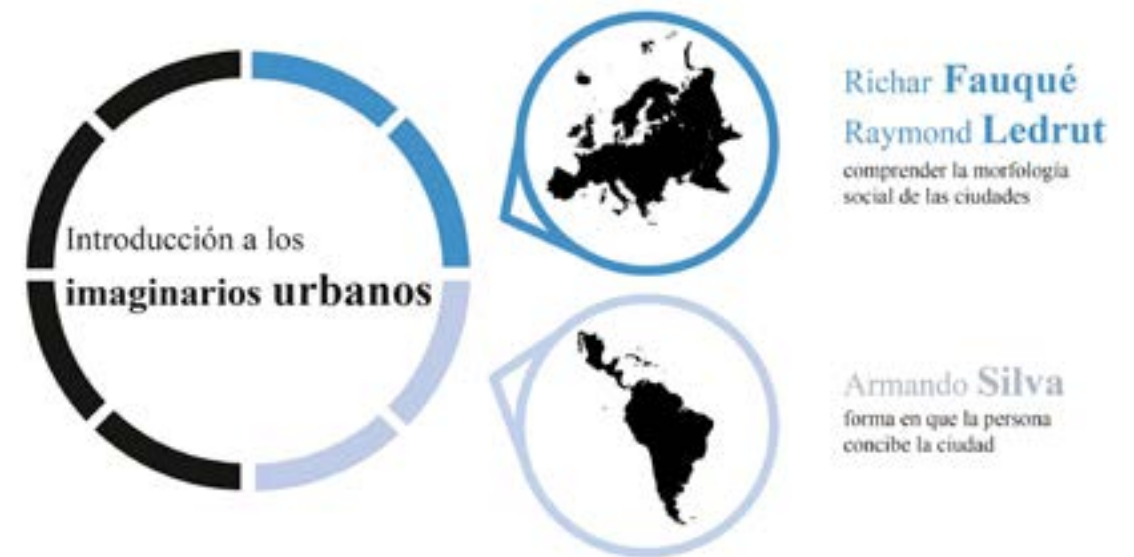 Introducción a los
imaginarios urbanos
Richar Fauqué
Raymond Ledrut
comprender la morfología
social de las ciudades
Armando Silva
forma en que la persona
concibe la ciudad